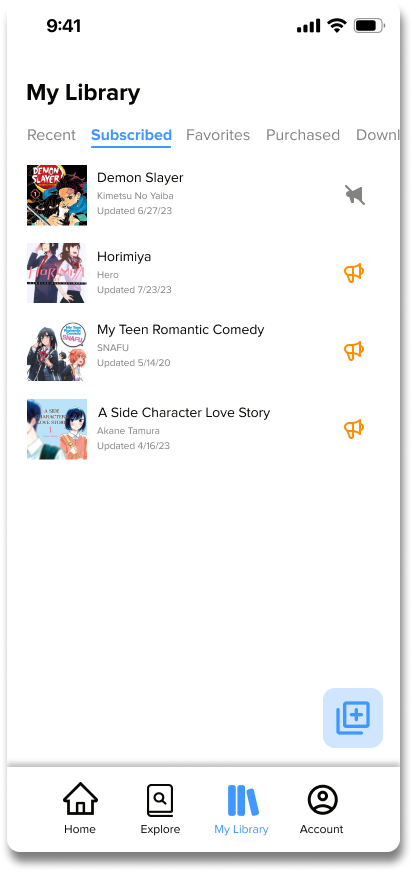 9:41
My Library
Recent Subscribed Favorites Purchased Downl
DEMON
SLAYER
1
Demon Slayer
Kimetsu No Yaiba
Updated 6/27/23
Horimiya
Horimiya
Hero
Updated 7/23/23
My Teen
Romantic
Comedy
SNAFU
My Teen Romantic Comedy
SNAFU
Updated 5/14/20
A SIDE
CHARACTER
LOVE STORY
1
A Side Character Love Story
Akane Tamura
Updated 4/16/23
Home Explore My Library Account